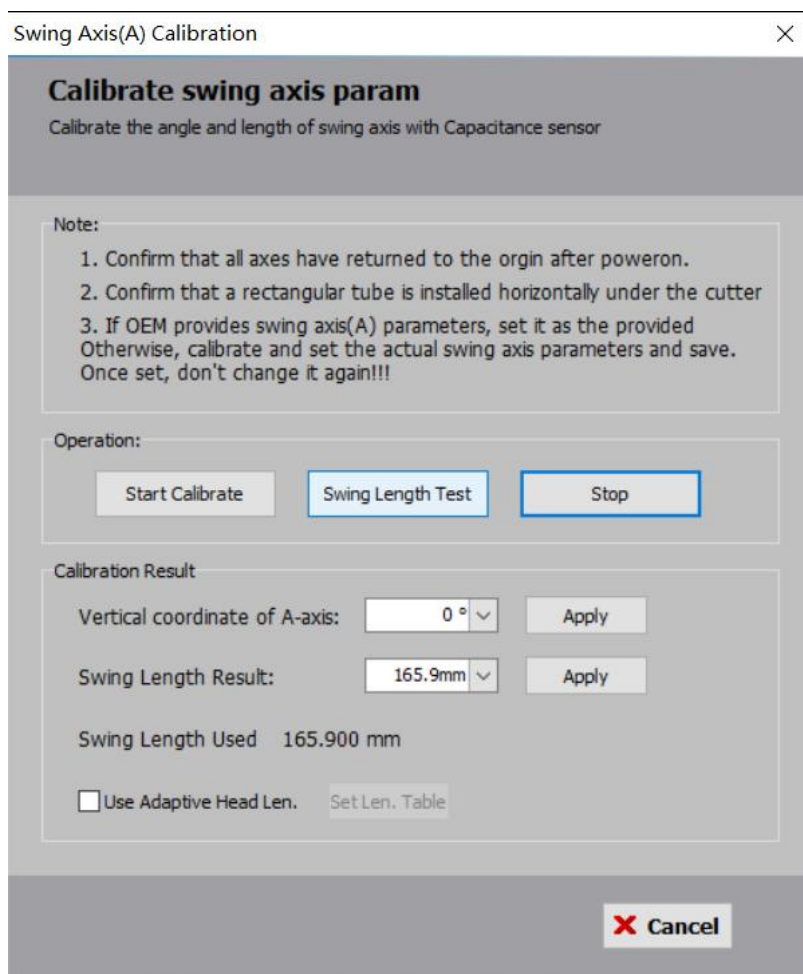 Swing Axis(A) Calibration
Calibrate swing axis param
Calibrate the angle and length of swing axis with Capacitance sensor
Note:
1. Confirm that all axes have returned to the orgin after poweron.
2. Confirm that a rectangular tube is installed horizontally under the cutter
3. If OEM provides swing axis(A) parameters, set it as the provided
Otherwise, calibrate and set the actual swing axis parameters and save.
Once set, don't change it again!!!
Operation:
Start Calibrate Swing Length Test Stop
Calibration Result
Vertical coordinate of A-axis: 0 ° Apply
Swing Length Result: 165.9mm Apply
Swing Length Used 165.900 mm
Use Adaptive Head Len. Set Len. Table
Cancel